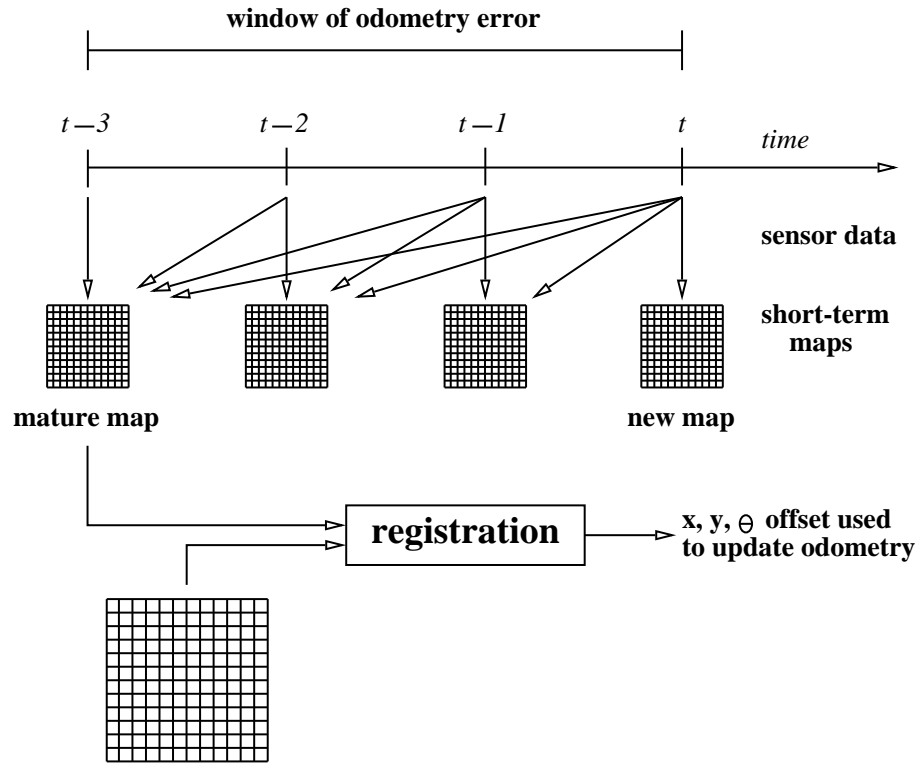 window of odometry error
t−3
t−2
t−1
t
time
sensor data
short-term
maps
mature map
new map
registration
x, y, Θ offset used
to update odometry